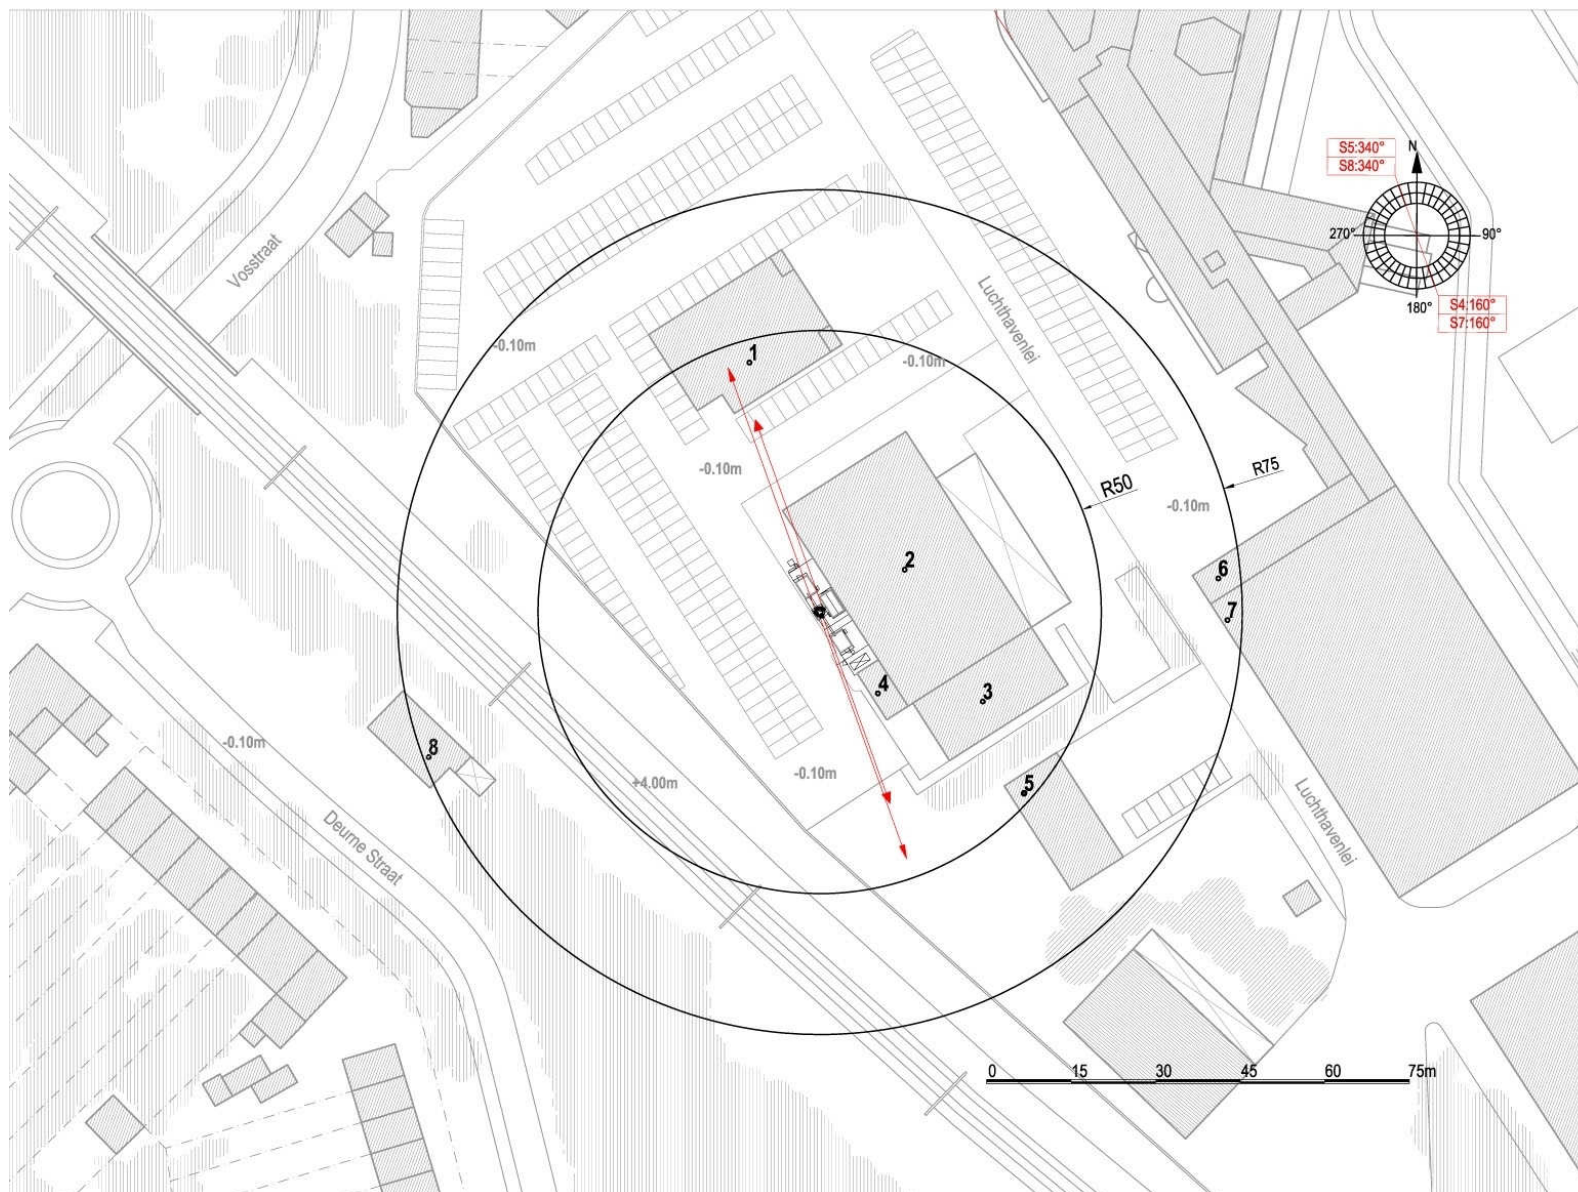 S5:340°
S8:340°
N
270°
90°
180°
S4:160°
S7:160°
Vosstraat
Luchthavenlei
-0.10m
1
-0.10m
-0.10m
R50
R75
-0.10m
2
6
7
4
3
8
-0.10m
+4.00m
-0.10m
5
Deurne Straat
Luchthavenlei
0 15 30 45 60 75m